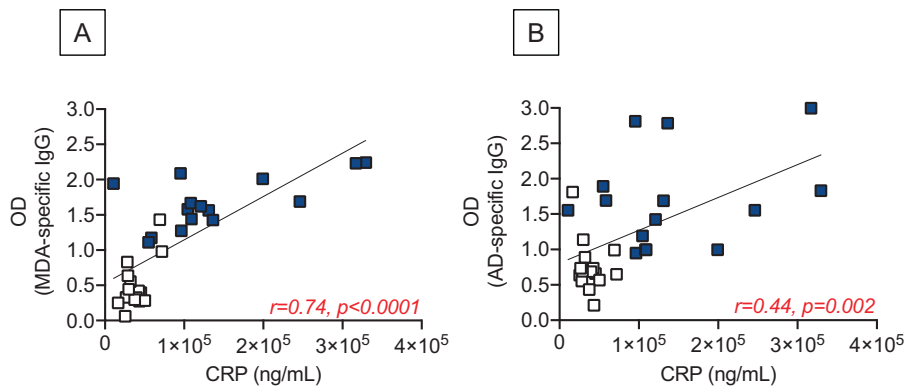 A
OD
(MDA-specific IgG)
3.0
2.5
2.0
1.5
1.0
0.5
0.0
r=0.74, p<0.0001
0 1×10⁵ 2×10⁵ 3×10⁵ 4×10⁵
CRP (ng/mL)
B
OD
(AD-specific IgG)
3.0
2.5
2.0
1.5
1.0
0.5
0.0
r=0.44, p=0.002
0 1×10⁵ 2×10⁵ 3×10⁵ 4×10⁵
CRP (ng/mL)